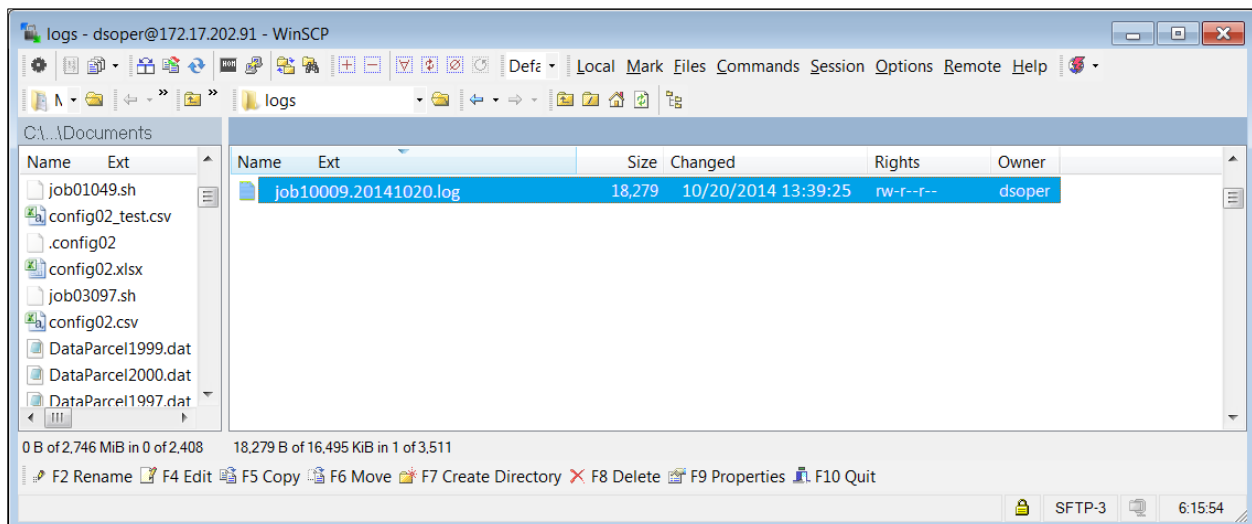 logs - dsoper@172.17.202.91 - WinSCP
Defa Local Mark Files Commands Session Options Remote Help
N logs
C:\...\Documents
Name Ext Name Ext Size Changed Rights Owner
job01049.sh job10009.20141020.log 18,279 10/20/2014 13:39:25 rw-r--r-- dsoper
config02_test.csv
.config02
config02.xlsx
job03097.sh
config02.csv
DataParcel1999.dat
DataParcel2000.dat
DataParcel1997.dat
0 B of 2,746 MiB in 0 of 2,408 18,279 B of 16,495 KiB in 1 of 3,511
F2 Rename F4 Edit F5 Copy F6 Move F7 Create Directory F8 Delete F9 Properties F10 Quit
SFTP-3 6:15:54